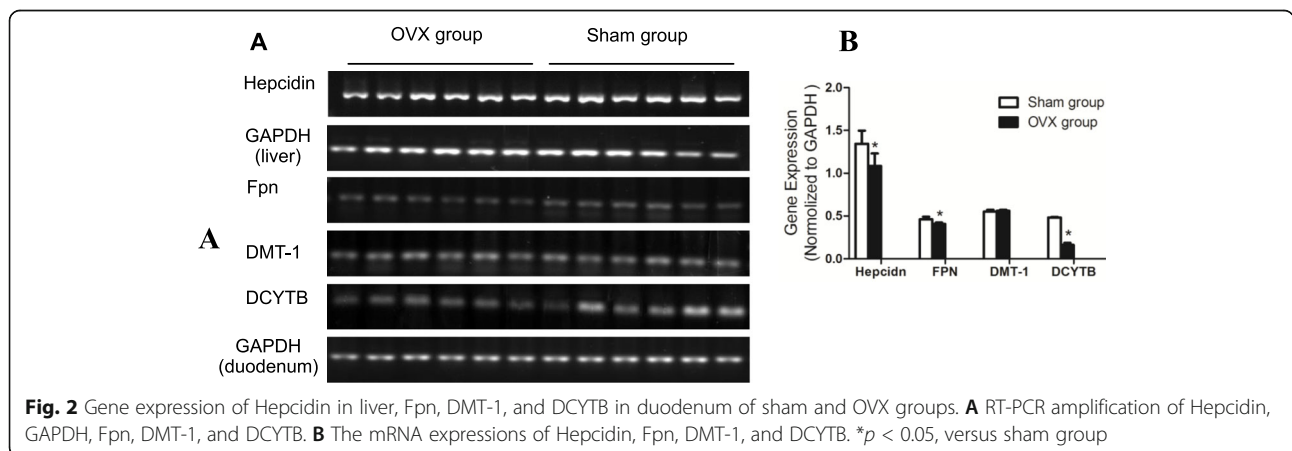 A
OVX group
Sham group
B
Hepcidin
GAPDH
(liver)
Fpn
A
DMT-1
DCYTB
GAPDH
(duodenum)
Gene Expression
(Normolized to GAPDH )
2.0
1.5
1.0
0.5
0.0
Sham group
OVX group
*
*
*
Hepcidn FPN DMT-1 DCYTB
Fig. 2 Gene expression of Hepcidin in liver, Fpn, DMT-1, and DCYTB in duodenum of sham and OVX groups. A RT-PCR amplification of Hepcidin,
GAPDH, Fpn, DMT-1, and DCYTB. B The mRNA expressions of Hepcidin, Fpn, DMT-1, and DCYTB. *p < 0.05, versus sham group